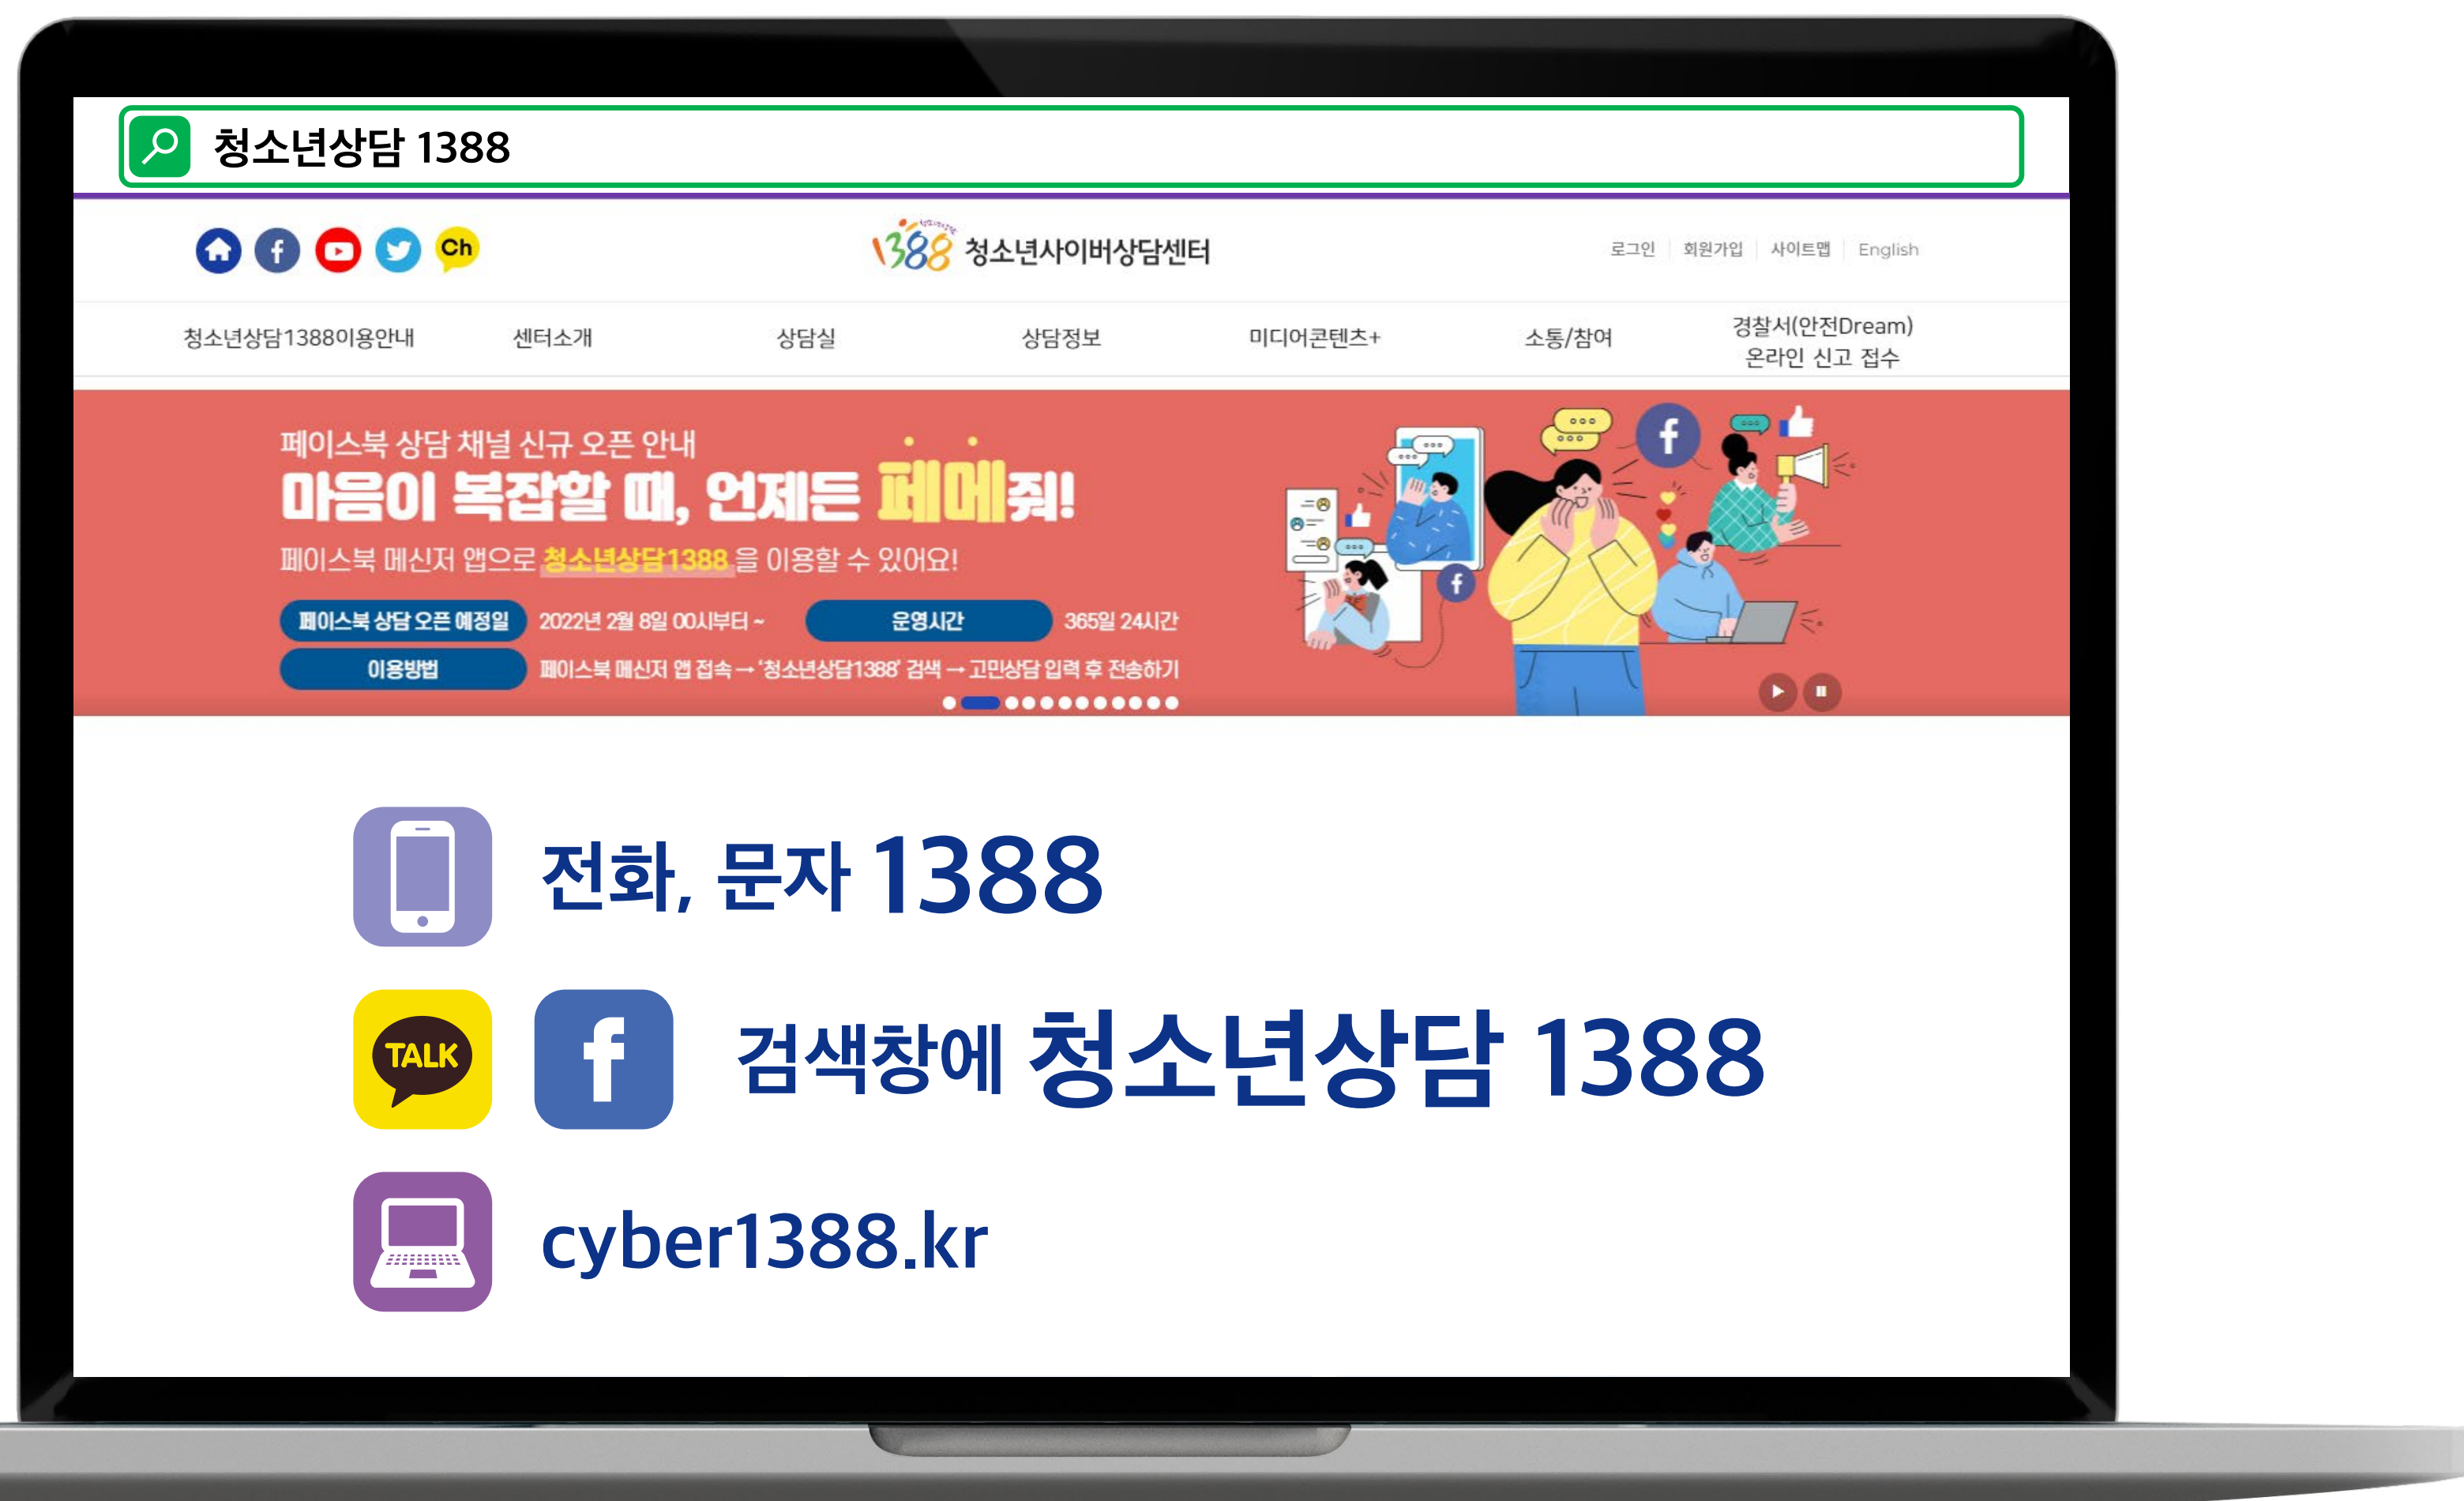 청소년상담 1388
Ch
1388 청소년사이버상담센터
로그인 회원가입 사이트맵 English
청소년상담1388이용안내 센터소개 상담실 상담정보 미디어콘텐츠+ 소통/참여 경찰서(안전Dream)
온라인 신고 접수
페이스북 상담 채널 신규 오픈 안내
마음이 복잡할 때, 언제든 페메줘!
페이스북 메신저 앱으로 청소년상담1388 을 이용할 수 있어요!
페이스북 상담 오픈 예정일 2022년 2월 8일 00시부터 ~ 운영시간 365일 24시간
이용방법 페이스북 메신저 앱 접속 → ‘청소년상담1388’ 검색 → 고민상담 입력 후 전송하기
전화, 문자 1388
TALK f 검색창에 청소년상담 1388
cyber1388.kr